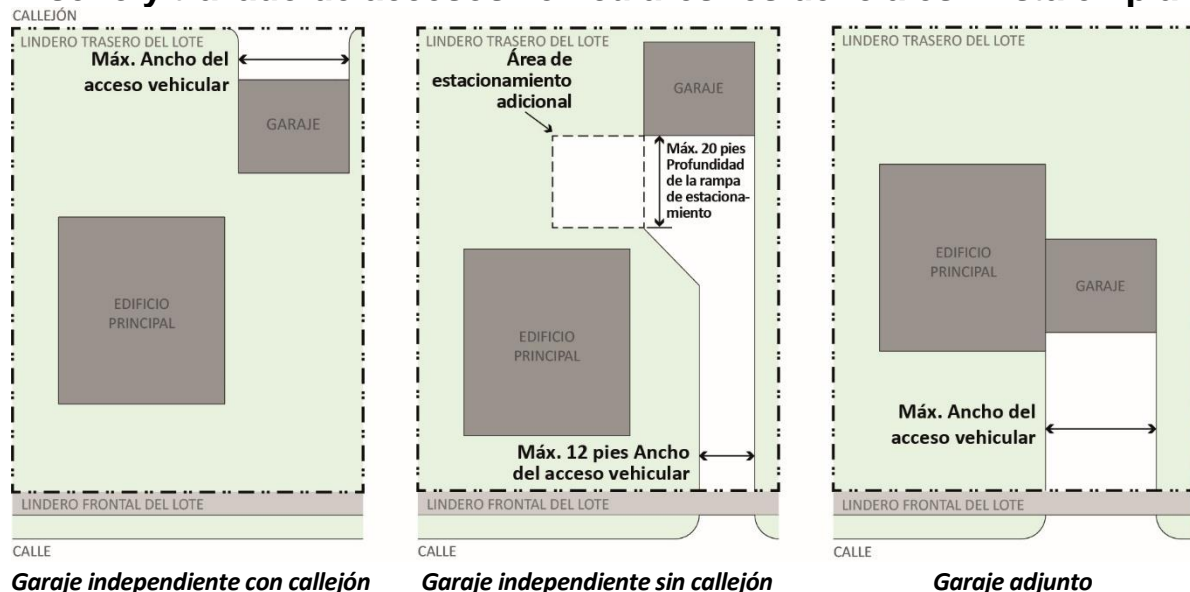 CALLEJÓN
LINDERO TRASERO DEL LOTE
Máx. Ancho del
acceso vehicular
GARAJE
EDIFICIO
PRINCIPAL
LINDERO FRONTAL DEL LOTE
CALLE
Garaje independiente con callejón
LINDERO TRASERO DEL LOTE
Área de
estacionamiento
adicional
GARAJE
Máx. 20 pies
Profundidad
de la rampa
de estaciona-
miento
EDIFICIO
PRINCIPAL
Máx. 12 pies Ancho
del acceso vehicular
LINDERO FRONTAL DEL LOTE
CALLE
Garaje independiente sin callejón
LINDERO TRASERO DEL LOTE
EDIFICIO
PRINCIPAL
GARAJE
Máx. Ancho del
acceso vehicular
LINDERO FRONTAL DEL LOTE
CALLE
Garaje adjunto